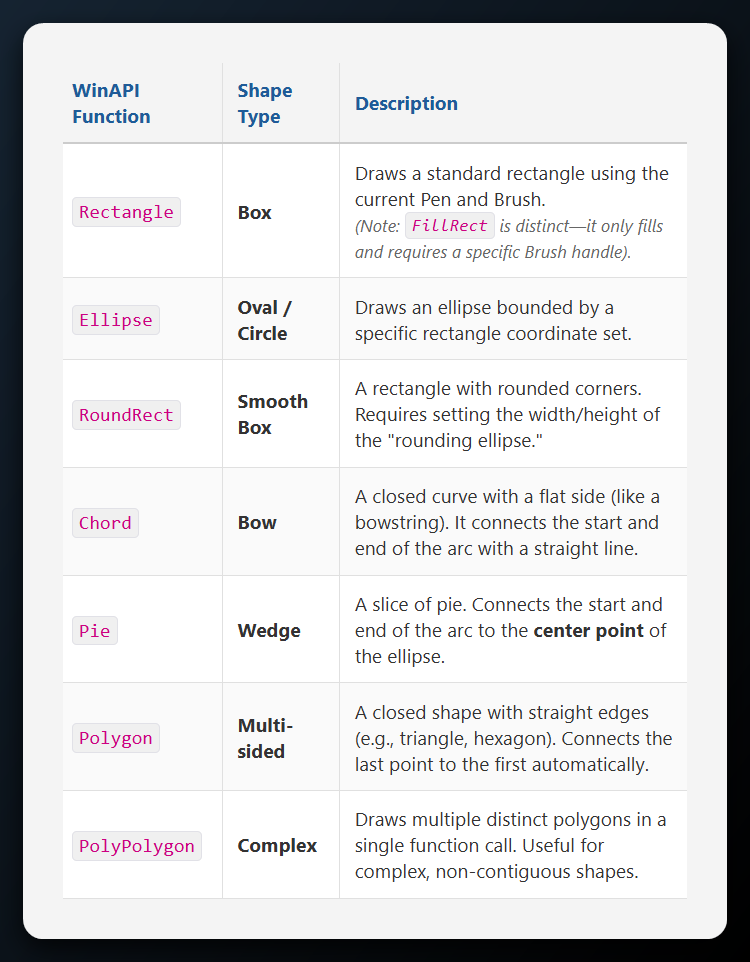 WinAPI
Function
Shape
Type
Description
Rectangle
Box
Draws a standard rectangle using the
current Pen and Brush.
(Note: FillRect is distinct—it only fills
and requires a specific Brush handle).
Ellipse
Oval /
Circle
Draws an ellipse bounded by a
specific rectangle coordinate set.
RoundRect
Smooth
Box
A rectangle with rounded corners.
Requires setting the width/height of
the "rounding ellipse."
Chord
Bow
A closed curve with a flat side (like a
bowstring). It connects the start and
end of the arc with a straight line.
Pie
Wedge
A slice of pie. Connects the start and
end of the arc to the center point of
the ellipse.
Polygon
Multi-
sided
A closed shape with straight edges
(e.g., triangle, hexagon). Connects the
last point to the first automatically.
PolyPolygon
Complex
Draws multiple distinct polygons in a
single function call. Useful for
complex, non-contiguous shapes.